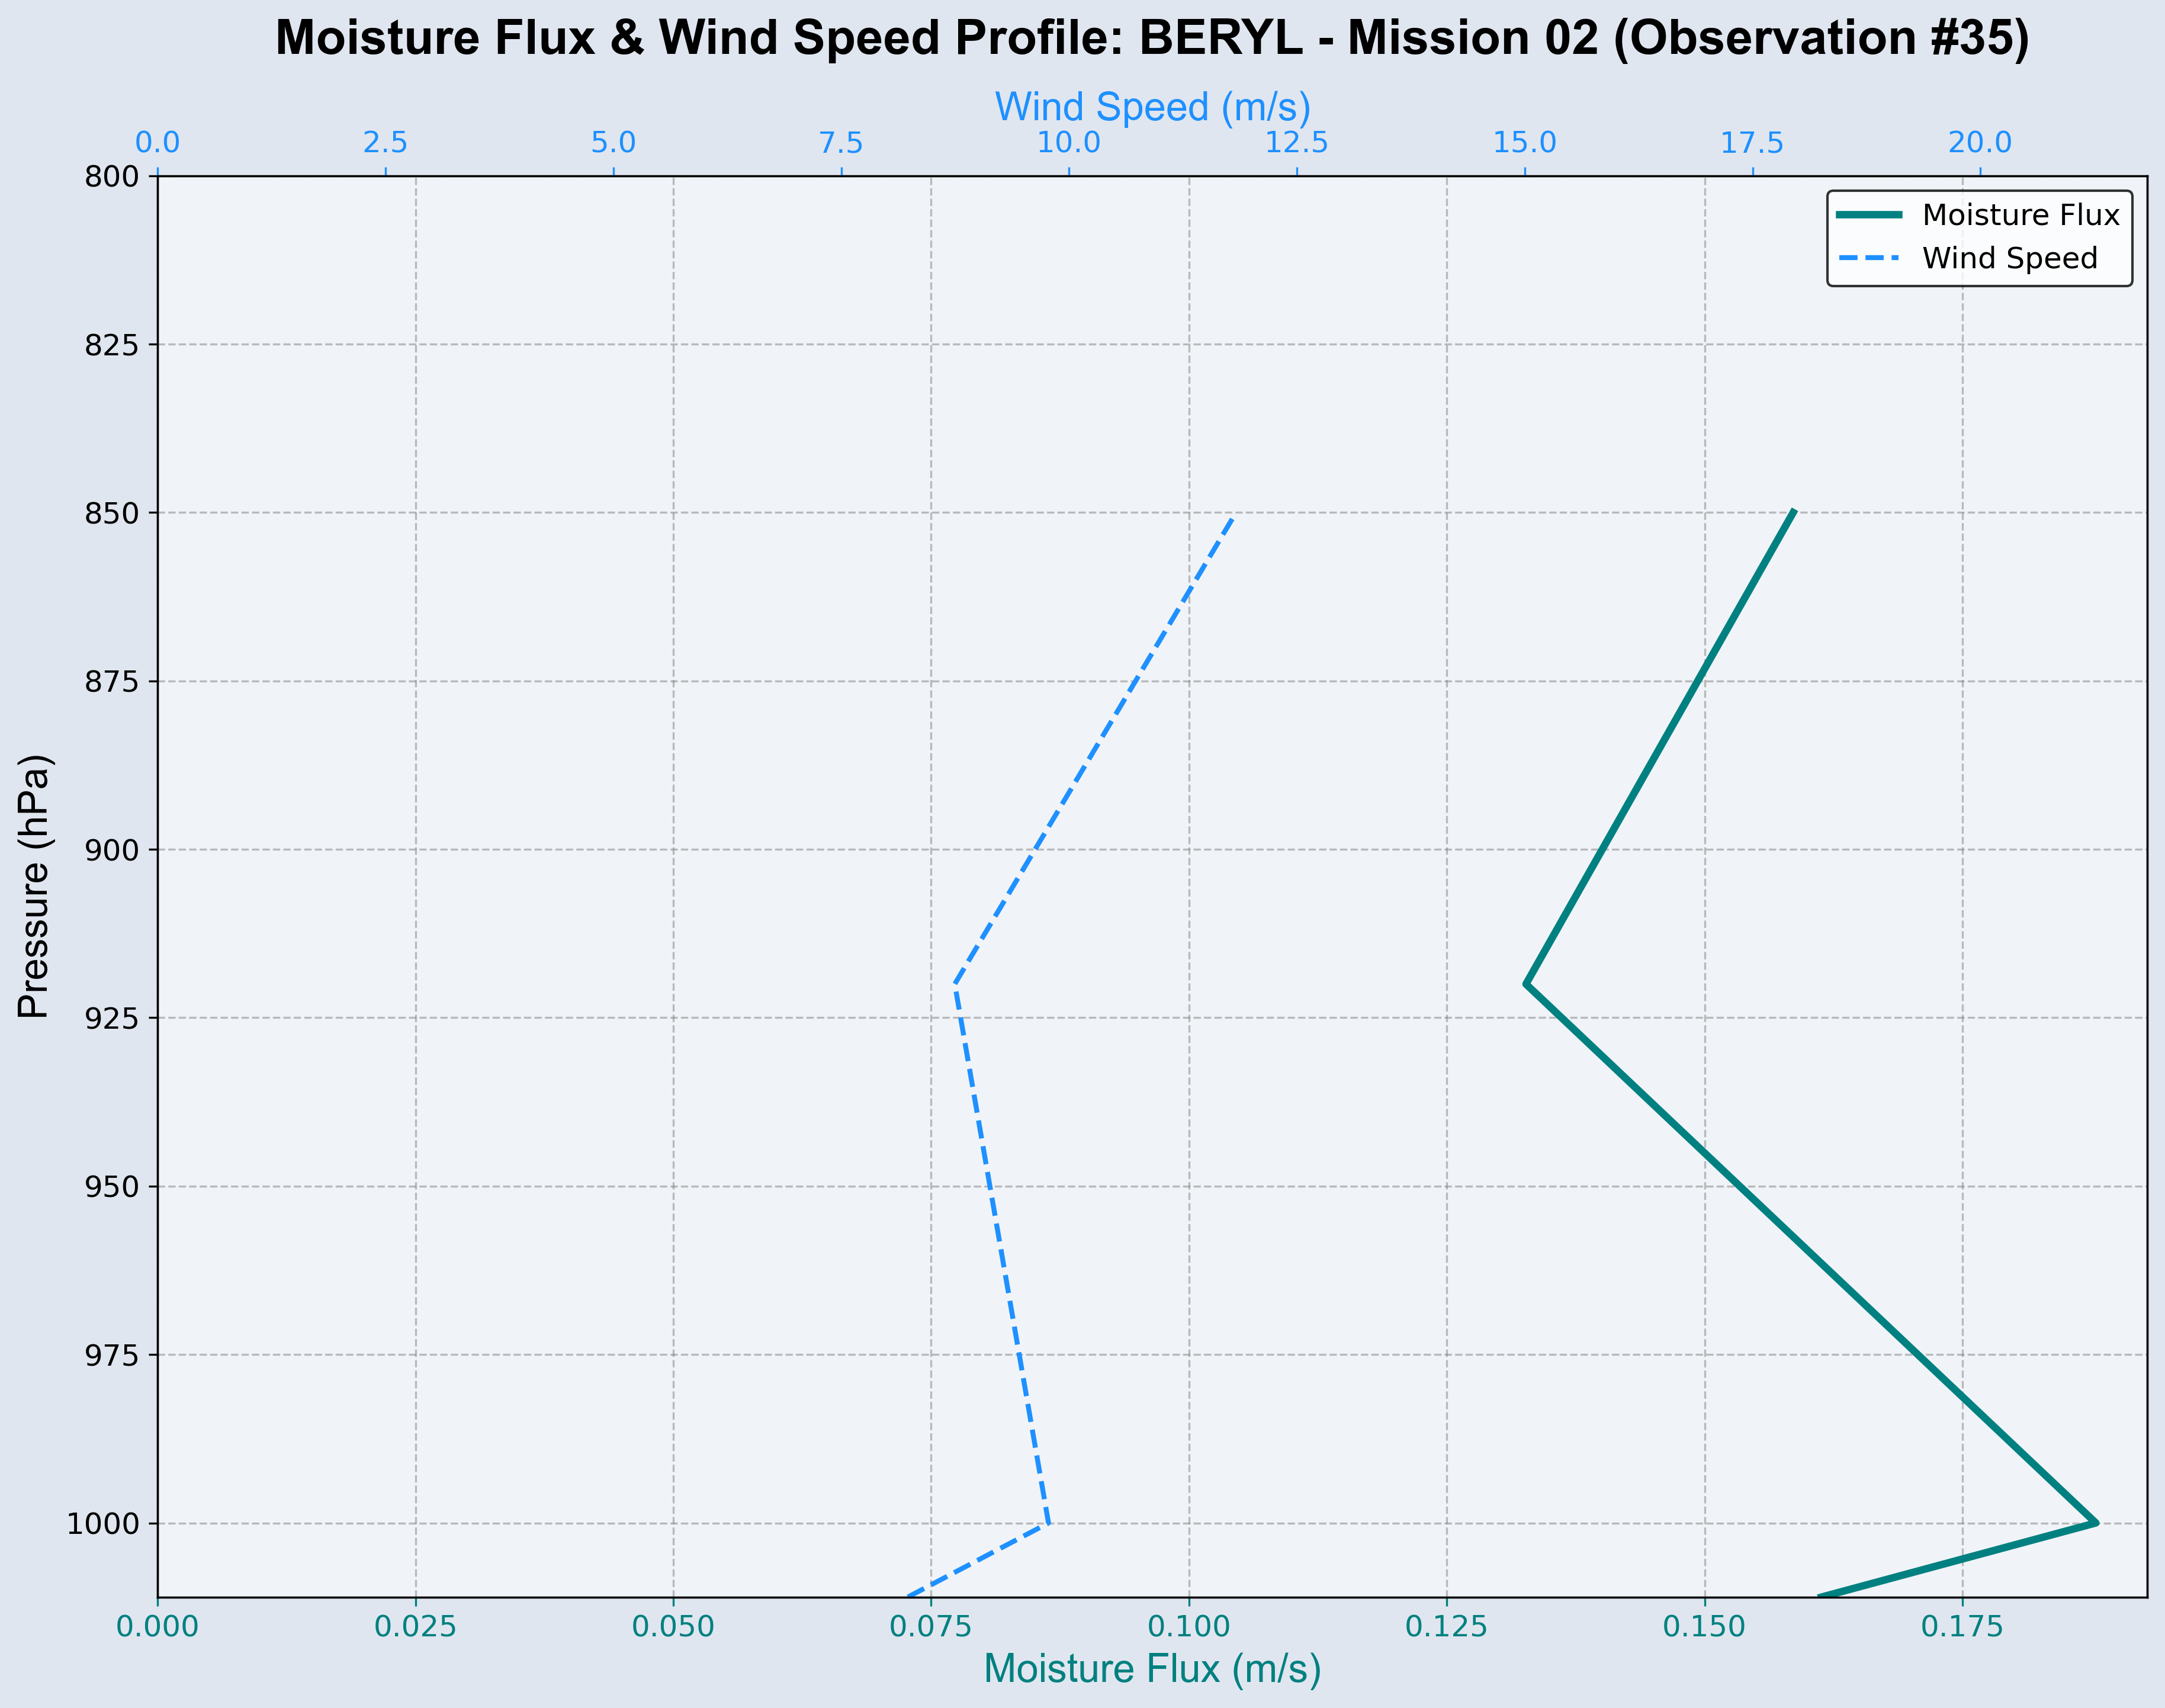 Moisture Flux & Wind Speed Profile: BERYL - Mission 02 (Observation #35)
Wind Speed (m/s)
0.0 2.5 5.0 7.5 10.0 12.5 15.0 17.5 20.0
Moisture Flux
Wind Speed
Pressure (hPa)
800
825
850
875
900
925
950
975
1000
0.000 0.025 0.050 0.075 0.100 0.125 0.150 0.175
Moisture Flux (m/s)